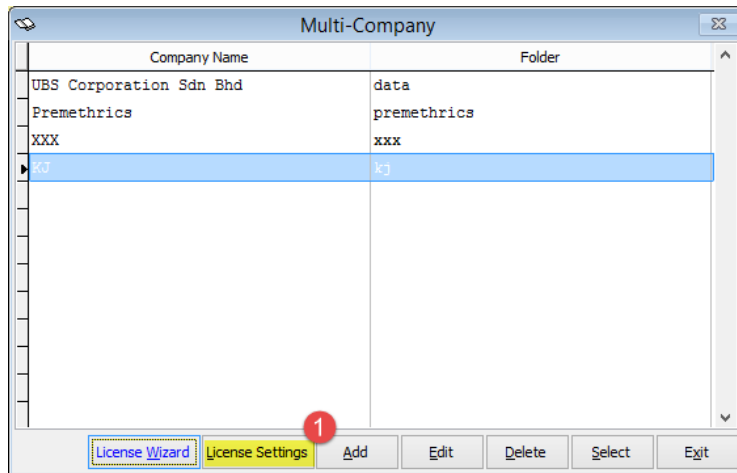 Multi-Company
Company Name Folder
UBS Corporation Sdn Bhd data
Premethrics premethrics
XXX xxx
KJ kj
1
License Wizard License Settings Add Edit Delete Select Exit